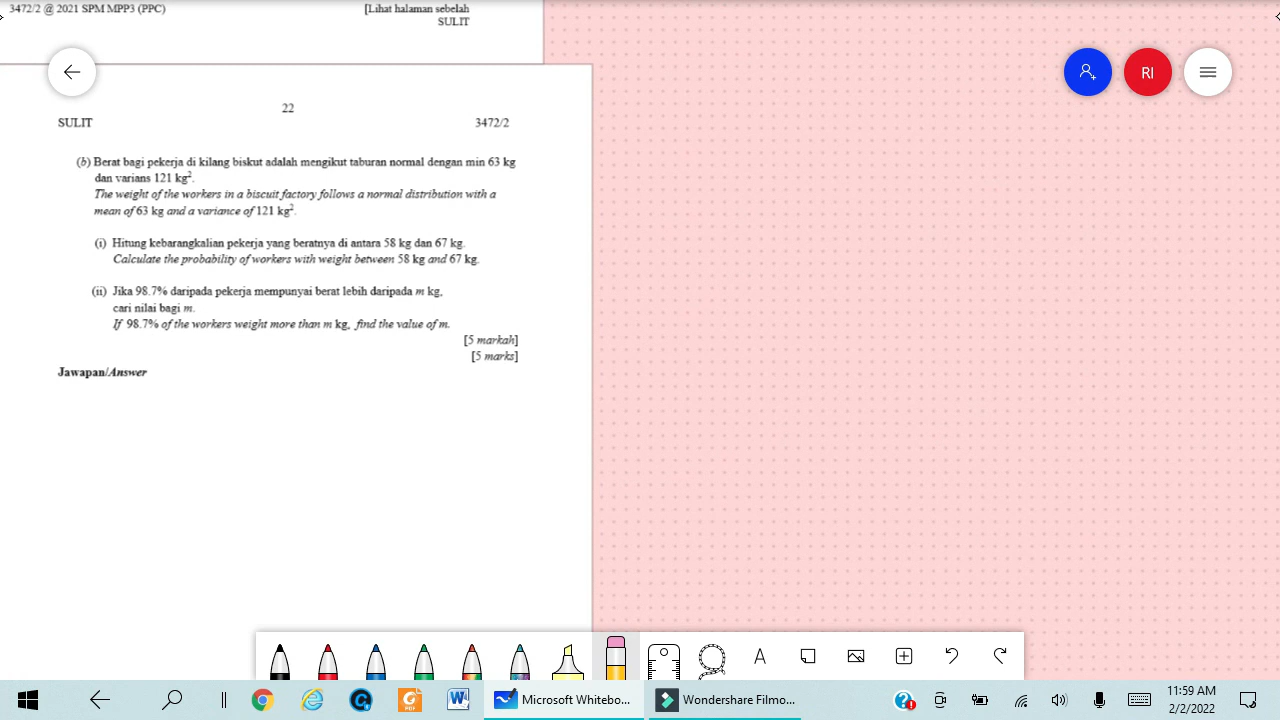 3472/2 @ 2021 SPM MPP3 (PPC) [Lihat halaman sebelah
SULIT
RI
22
SULIT 3472/2
(b) Berat bagi pekerja di kilang biskut adalah mengikut taburan normal dengan min 63 kg
dan varians 121 kg².
The weight of the workers in a biscuit factory follows a normal distribution with a
mean of 63 kg and a variance of 121 kg².
(i) Hitung kebarangkalian pekerja yang beratnya di antara 58 kg dan 67 kg.
Calculate the probability of workers with weight between 58 kg and 67 kg.
(ii) Jika 98.7% daripada pekerja mempunyai berat lebih daripada m kg,
cari nilai bagi m.
If 98.7% of the workers weight more than m kg, find the value of m.
[5 markah]
[5 marks]
Jawapan/Answer
A
Microsoft Whitebo...
Wondershare Filmo...
11:59 AM
2/2/2022